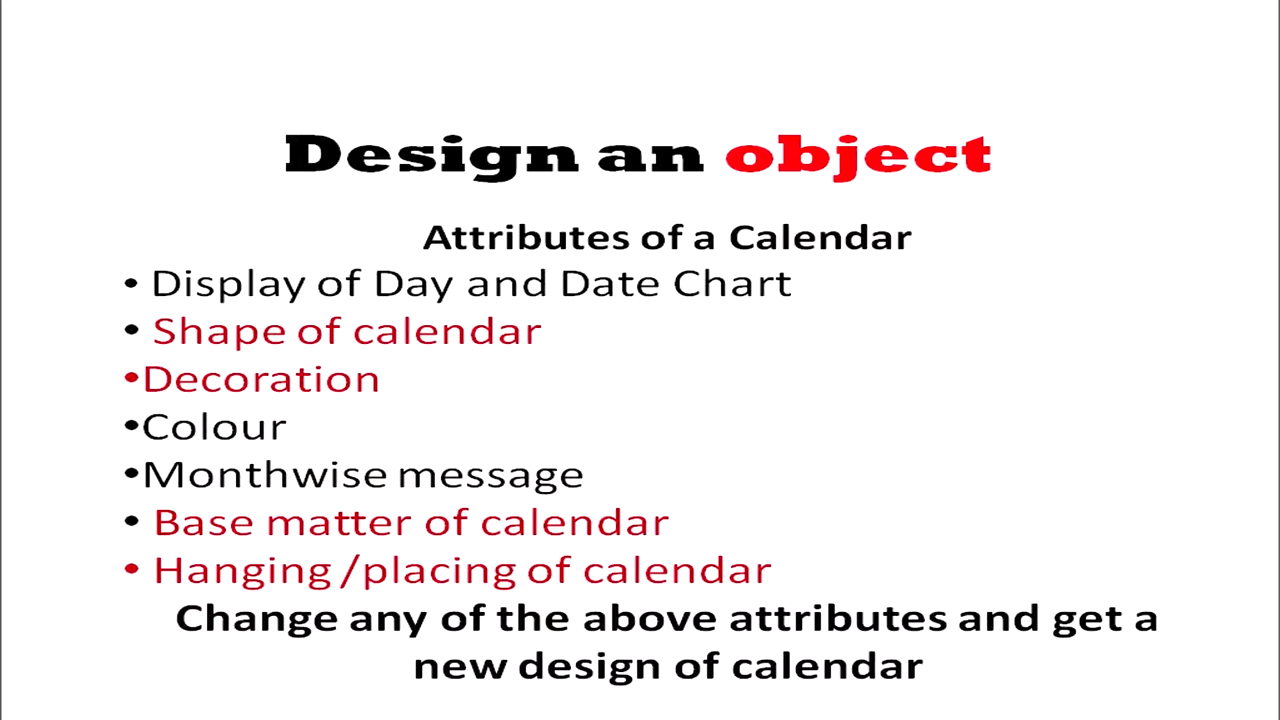 Design an object
Attributes of a Calendar
• Display of Day and Date Chart
• Shape of calendar
•Decoration
•Colour
•Monthwise message
• Base matter of calendar
• Hanging /placing of calendar
Change any of the above attributes and get a
new design of calendar